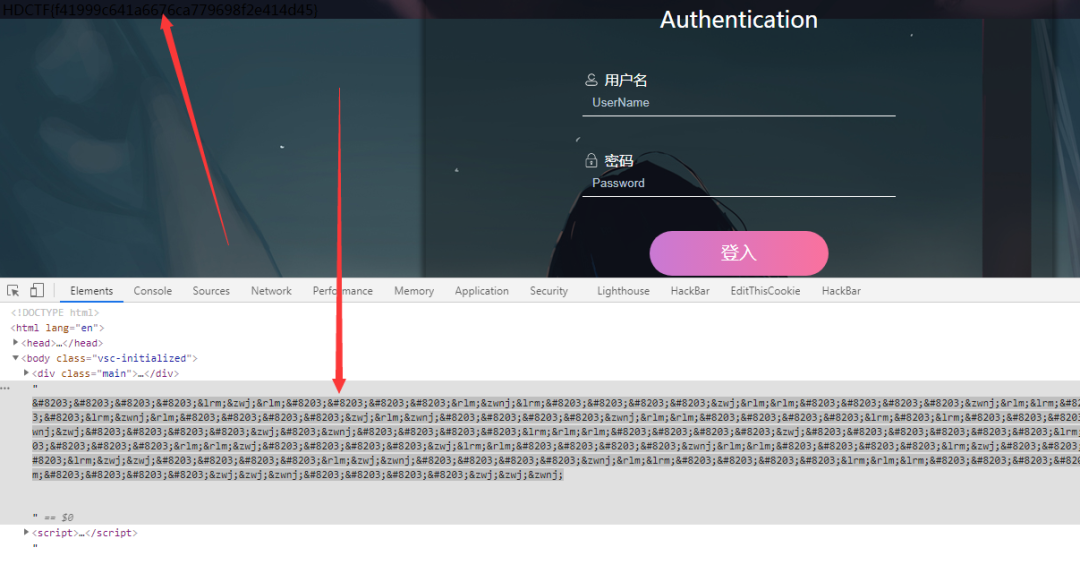 HDCTF{f41999c641a6676ca779698f2e414d45}
Authentication
用户名
UserName
密码
Password
登入
Elements Console Sources Network Performance Memory Application Security Lighthouse HackBar EditThisCookie HackBar
<!DOCTYPE html>
<html lang="en">
<head>…</head>
<body class="vsc-initialized">
<div class="main">…</div>
"
&#8203;&#8203;&#8203;&#8203;&lrm;&zwj;&rlm;&#8203;&#8203;&#8203;&#8203;&rlm;&zwnj;&lrm;&#8203;&#8203;&#8203;&#8203;&zwj;&rlm;&rlm;&#8203;&#8203;&#8203;&#8203;&zwnj;&lrm;&lrm;&#8
3;&#8203;&lrm;&zwnj;&rlm;&#8203;&#8203;&#8203;&#8203;&zwj;&rlm;&zwnj;&#8203;&#8203;&#8203;&#8203;&zwnj;&rlm;&rlm;&#8203;&#8203;&#8203;&#8203;&lrm;&rlm;&#8203;&#8203;&#8
wnj;&zwj;&#8203;&#8203;&#8203;&#8203;&zwj;&#8203;&zwnj;&#8203;&#8203;&#8203;&#8203;&lrm;&rlm;&rlm;&#8203;&#8203;&#8203;&#8203;&zwj;&#8203;&#8203;&#8203;&#8203;&#8203;&lrm
03;&#8203;&#8203;&#8203;&rlm;&rlm;&zwj;&#8203;&#8203;&#8203;&#8203;&zwj;&lrm;&rlm;&#8203;&#8203;&#8203;&#8203;&zwnj;&rlm;&rlm;&#8203;&#8203;&#8203;&#8203;&rlm;&zwj;&zwj;
#8203;&lrm;&zwj;&zwj;&#8203;&#8203;&#8203;&#8203;&rlm;&zwj;&zwnj;&#8203;&#8203;&#8203;&#8203;&zwnj;&rlm;&lrm;&#8203;&#8203;&#8203;&#8203;&lrm;&rlm;&lrm;&#8203;&#8203;&#8203;&#8
m;&#8203;&#8203;&#8203;&#8203;&zwj;&zwj;&zwnj;&#8203;&#8203;&#8203;&#8203;&zwj;&zwj;&zwnj;
" == $0
<script>…</script>
"